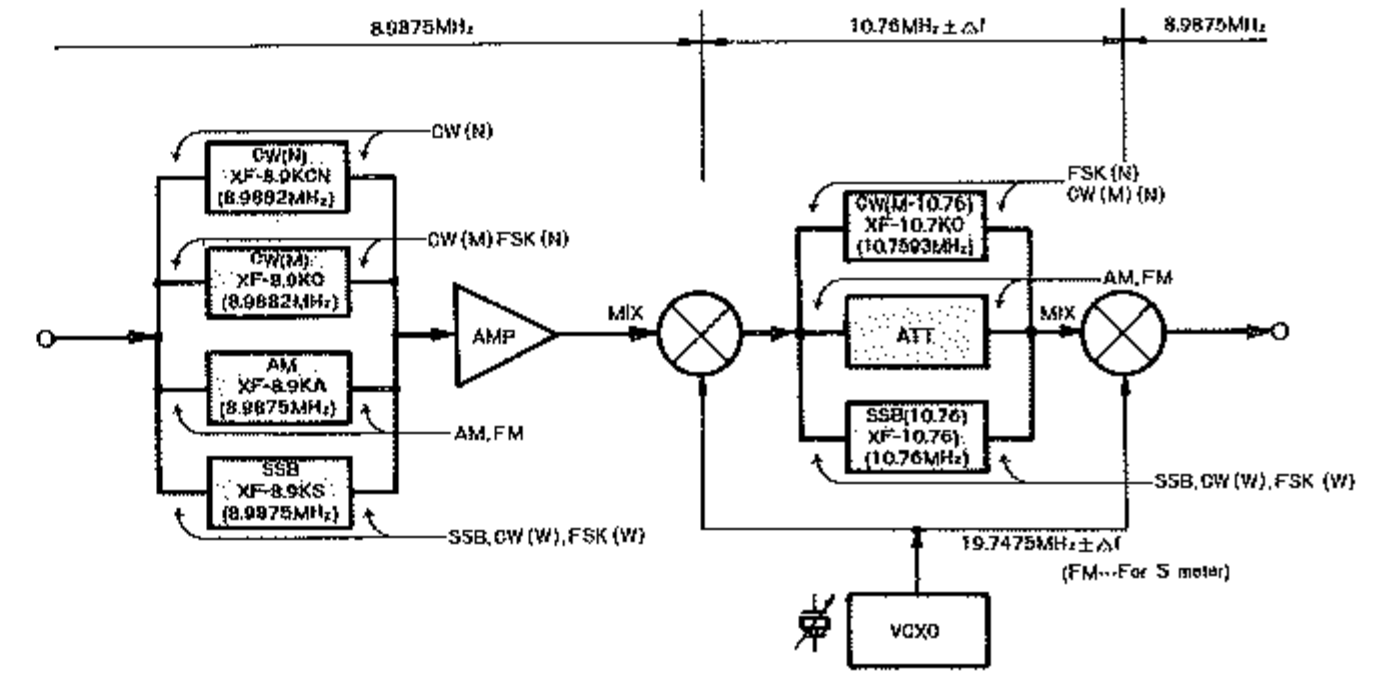 8.9875MHz
10.76MHz ± △f
8.9875MHz
CW (N)
CW(N)
XF-8.9KCN
(8.9882MHz)
CW (M) FSK (N)
CW(M)
XF-8.9KC
(8.9882MHz)
AM
XF-8.9KA
(8.9875MHz)
AM, FM
SSB
XF-8.9KS
(8.9875MHz)
SSB, CW (W), FSK (W)
AMP
MIX
FSK (N)
CW (M) (N)
CW(M-10.76)
XF-10.7KC
(10.7593MHz)
AM, FM
ATT
MIX
SSB(10.76)
XF-10.76)
(10.76MHz)
SSB, CW (W), FSK (W)
19.7475MHz ± △f
(FM···For S meter)
VCXO